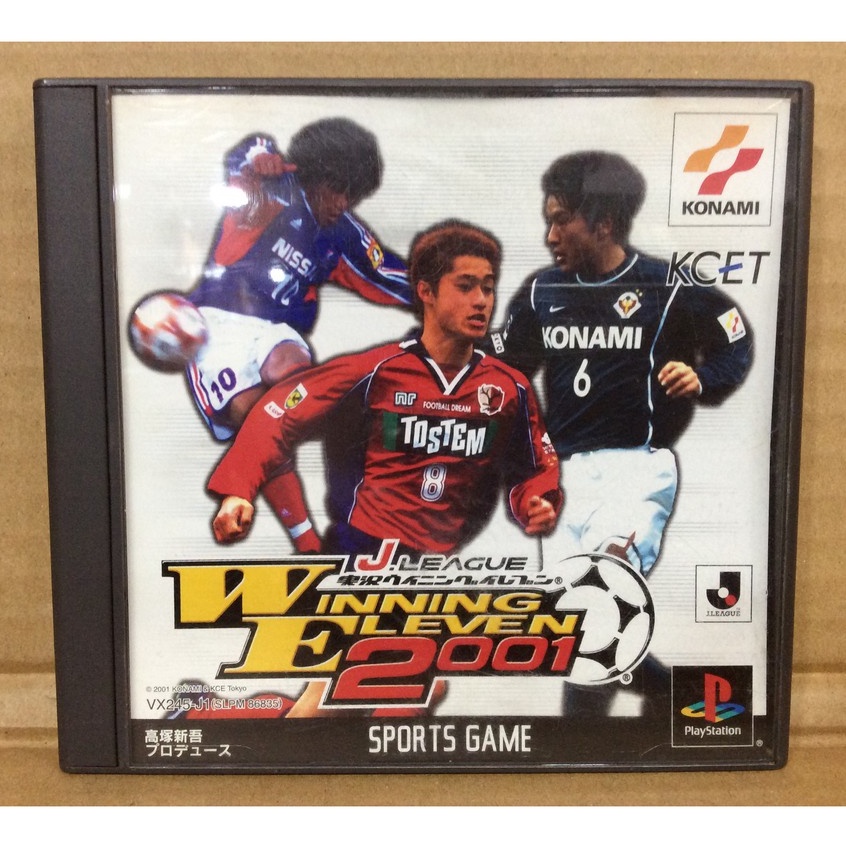 KONAMI
KCET
NISSA
10
10
KONAMI
6
nr
FOOTBALL DREAM
TOSTEM
8
J.LEAGUE
実況ウイニングイレブン®
WINNING
ELEVEN
2001
®
J.LEAGUE
© 2001 KONAMI & KCE Tokyo
VX245-J1(SLPM 86835)
高塚新吾
プロデュース
SPORTS GAME
PlayStation
®